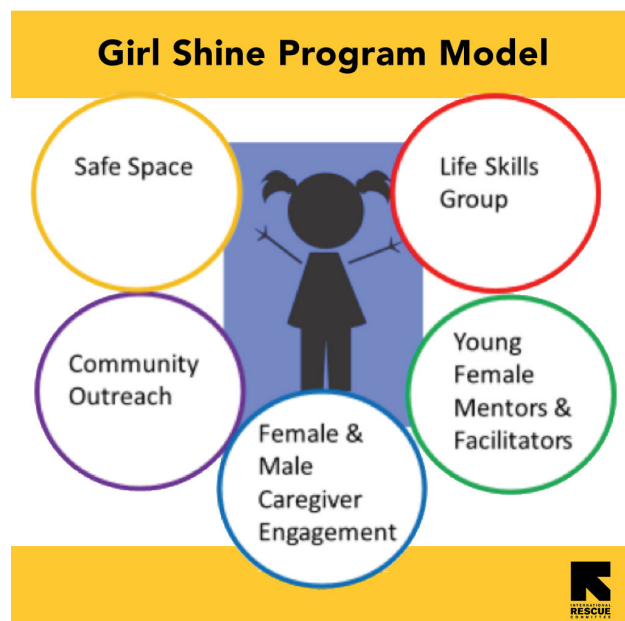 Girl Shine Program Model
Safe Space
Life Skills
Group
Community
Outreach
Young
Female
Mentors &
Facilitators
Female &
Male
Caregiver
Engagement
INTERNATIONAL
RESCUE
COMMITTEE